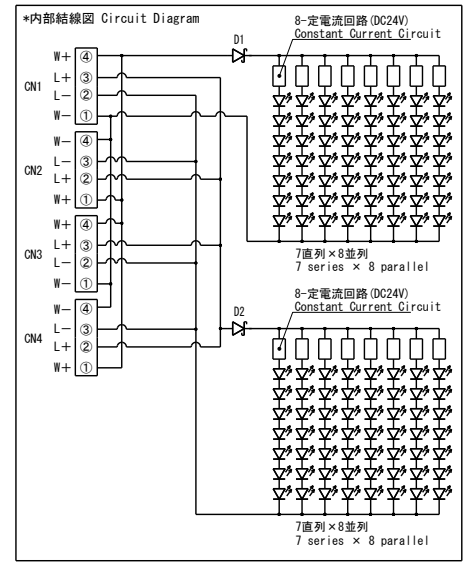 *内部結線図 Circuit Diagram
D1
8-定電流回路(DC24V)
Constant Current Circuit
CN1
W+ ④
L+ ③
L- ②
W- ①
CN2
W- ④
L- ③
L+ ②
W+ ①
CN3
W+ ④
L+ ③
L- ②
W- ①
CN4
W- ④
L- ③
L+ ②
W+ ①
7直列×8並列
7 series × 8 parallel
D2
8-定電流回路(DC24V)
Constant Current Circuit
7直列×8並列
7 series × 8 parallel